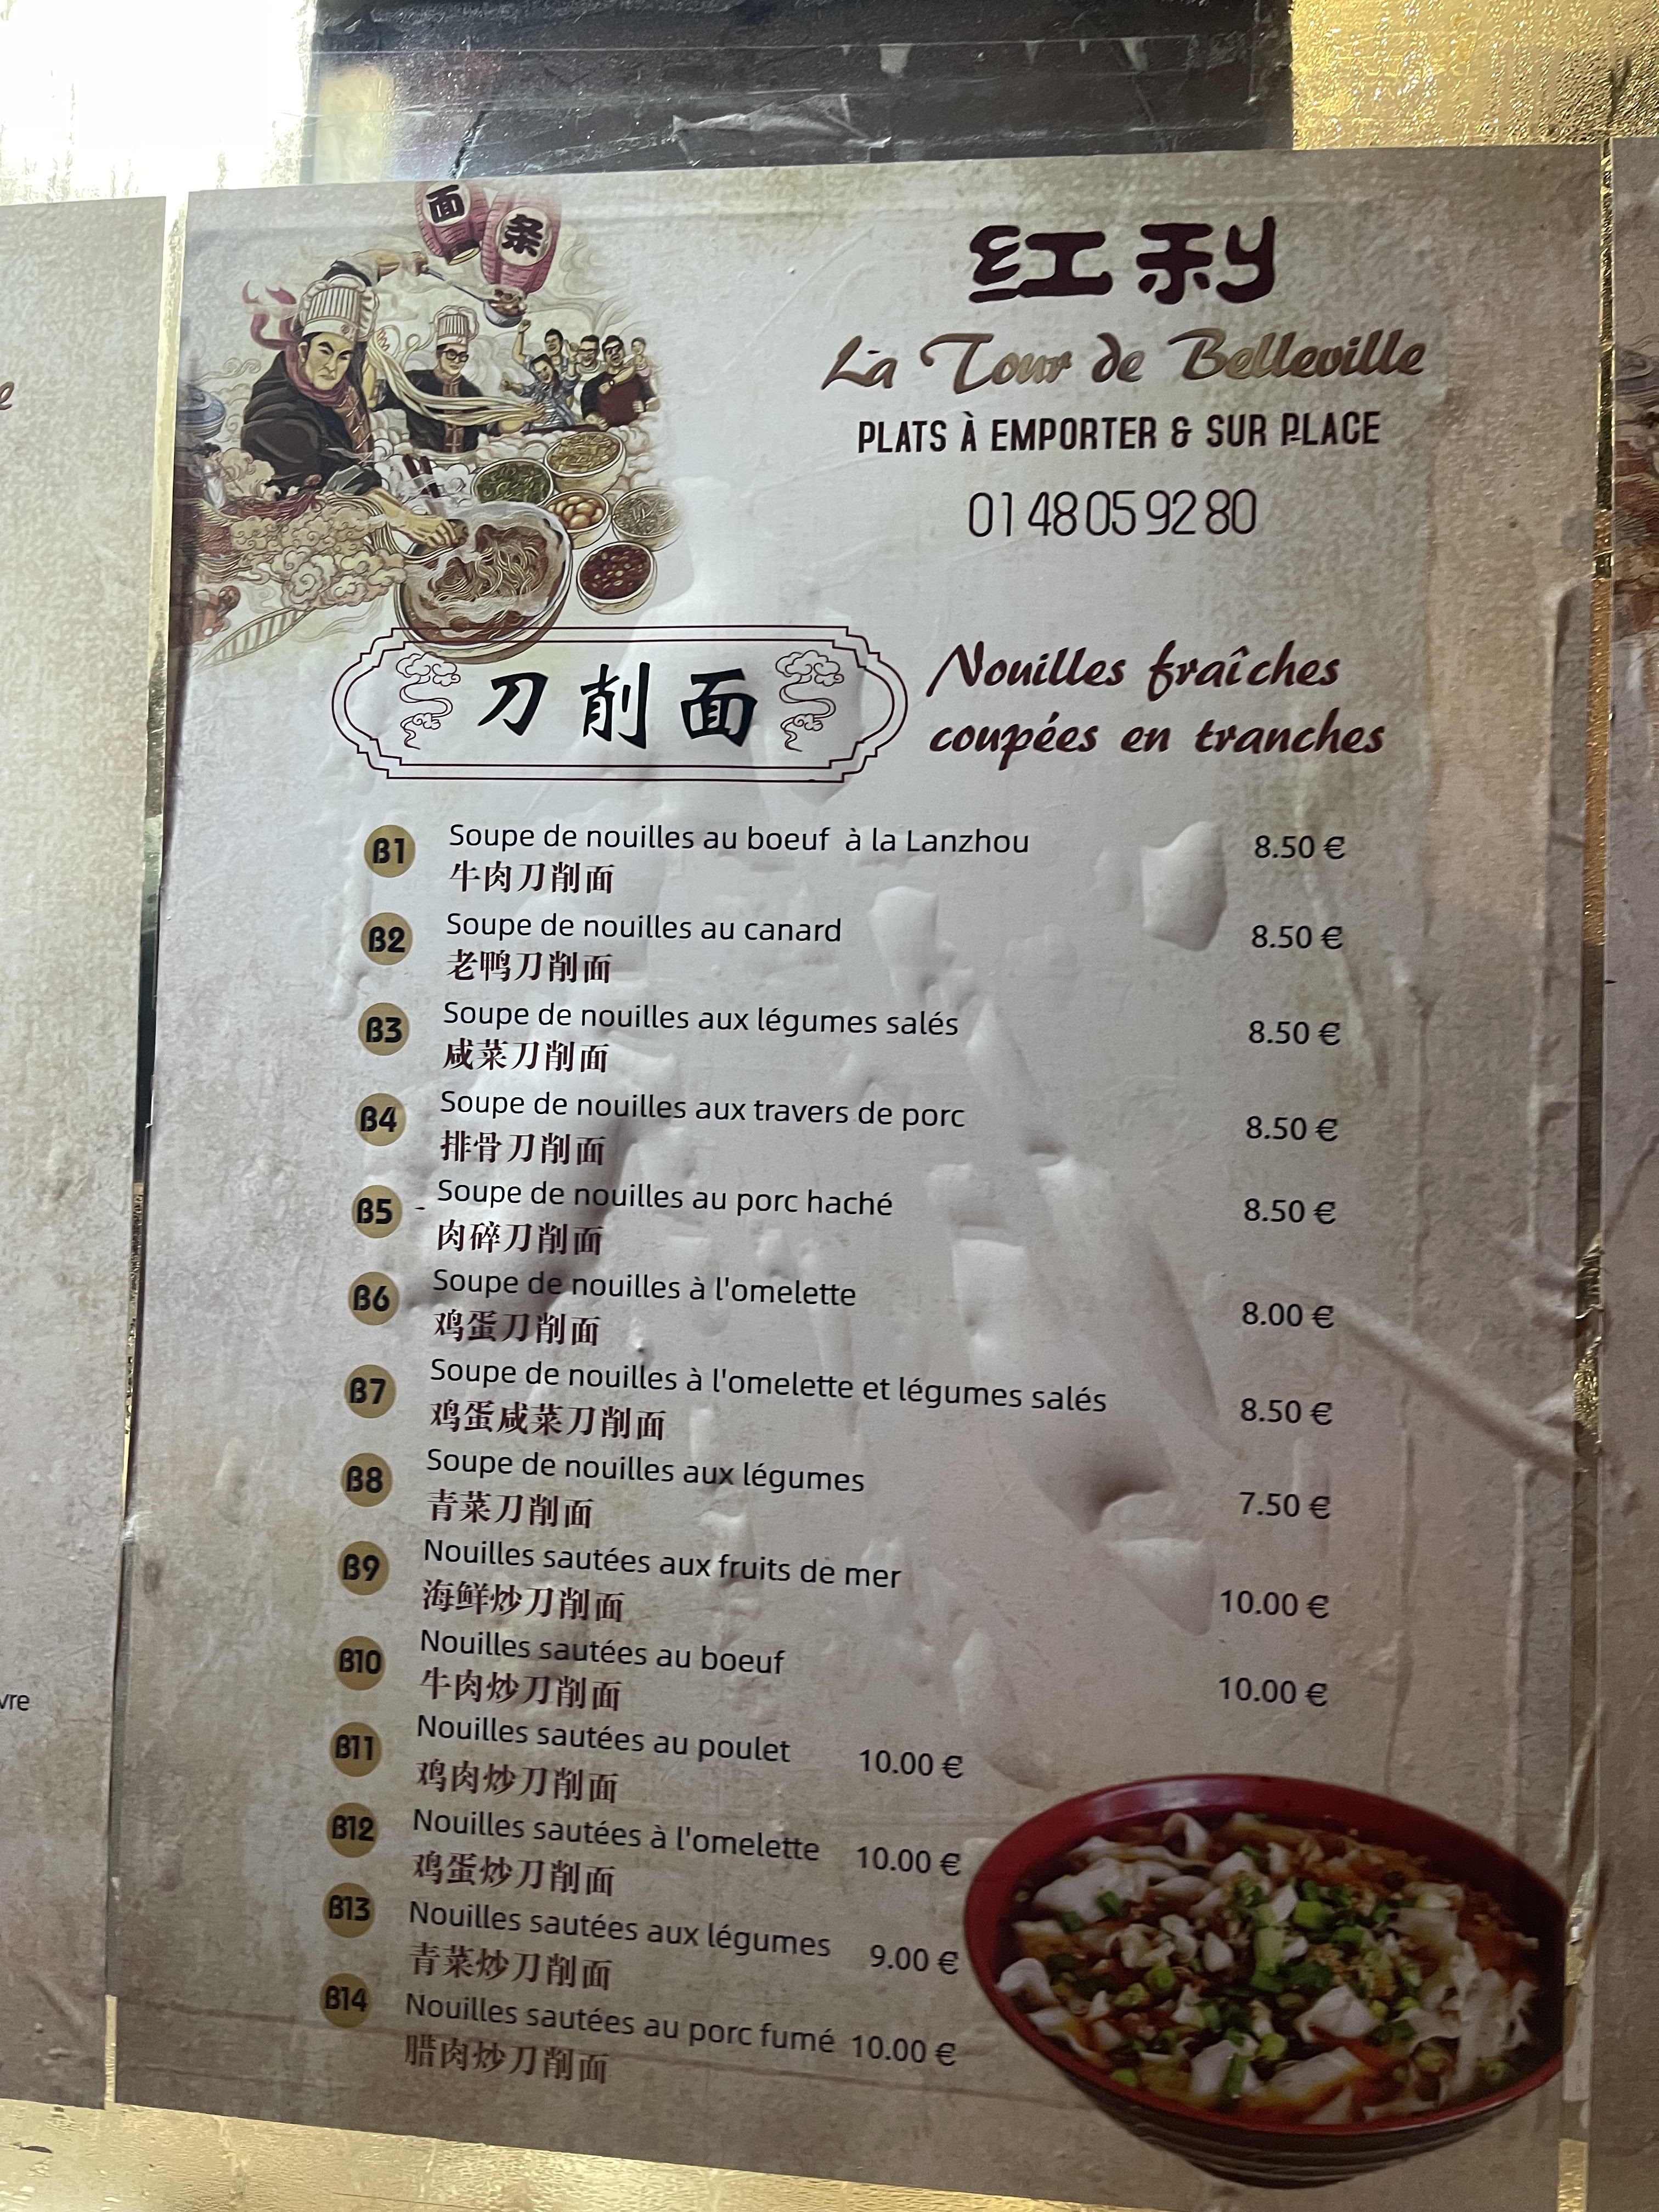 面
条
红利
La Tour de Belleville
PLATS À EMPORTER & SUR PLACE
01 48 05 92 80
刀削面
Nouilles fraîches
coupées en tranches
B1 Soupe de nouilles au boeuf à la Lanzhou 8.50 €
牛肉刀削面
B2 Soupe de nouilles au canard 8.50 €
老鸭刀削面
B3 Soupe de nouilles aux légumes salés 8.50 €
咸菜刀削面
B4 Soupe de nouilles aux travers de porc 8.50 €
排骨刀削面
B5 Soupe de nouilles au porc haché 8.50 €
肉碎刀削面
B6 Soupe de nouilles à l'omelette 8.00 €
鸡蛋刀削面
B7 Soupe de nouilles à l'omelette et légumes salés 8.50 €
鸡蛋咸菜刀削面
B8 Soupe de nouilles aux légumes 7.50 €
青菜刀削面
B9 Nouilles sautées aux fruits de mer 10.00 €
海鲜炒刀削面
B10 Nouilles sautées au boeuf 10.00 €
牛肉炒刀削面
B11 Nouilles sautées au poulet 10.00 €
鸡肉炒刀削面
B12 Nouilles sautées à l'omelette 10.00 €
鸡蛋炒刀削面
B13 Nouilles sautées aux légumes 9.00 €
青菜炒刀削面
B14 Nouilles sautées au porc fumé 10.00 €
腊肉炒刀削面